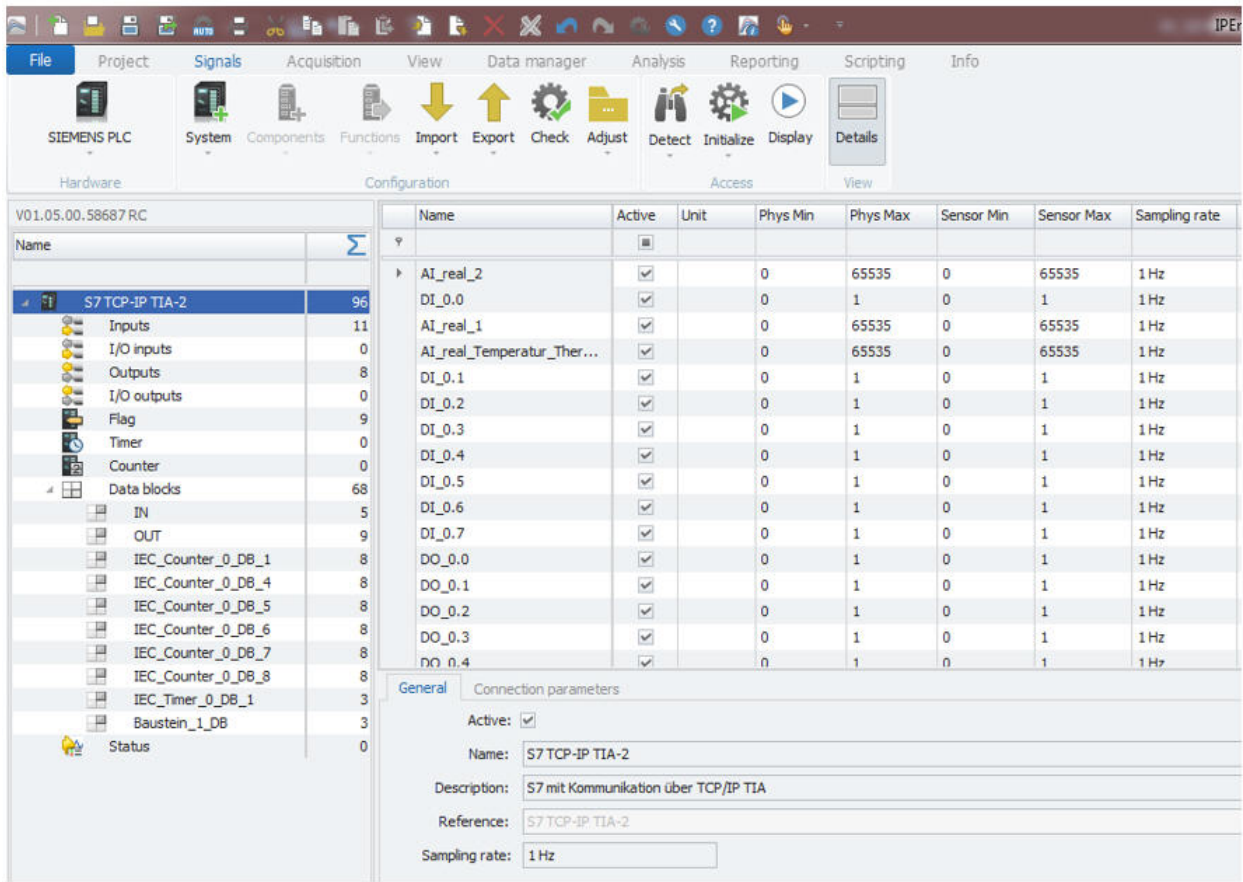 AUTO
IPEr
File Project Signals Acquisition View Data manager Analysis Reporting Scripting Info
SIEMENS PLC System Components Functions Import Export Check Adjust Detect Initialize Display Details
Hardware Configuration Access View
V01.05.00.58687 RC
Name Σ
S7 TCP-IP TIA-2 96
Inputs 11
I/O inputs 0
Outputs 8
I/O outputs 0
Flag 9
Timer 0
Counter 0
Data blocks 68
IN 5
OUT 9
IEC_Counter_0_DB_1 8
IEC_Counter_0_DB_4 8
IEC_Counter_0_DB_5 8
IEC_Counter_0_DB_6 8
IEC_Counter_0_DB_7 8
IEC_Counter_0_DB_8 8
IEC_Timer_0_DB_1 3
Baustein_1_DB 3
Status 0
Name Active Unit Phys Min Phys Max Sensor Min Sensor Max Sampling rate
AI_real_2 0 65535 0 65535 1 Hz
DI_0.0 0 1 0 1 1 Hz
AI_real_1 0 65535 0 65535 1 Hz
AI_real_Temperatur_Ther... 0 65535 0 65535 1 Hz
DI_0.1 0 1 0 1 1 Hz
DI_0.2 0 1 0 1 1 Hz
DI_0.3 0 1 0 1 1 Hz
DI_0.4 0 1 0 1 1 Hz
DI_0.5 0 1 0 1 1 Hz
DI_0.6 0 1 0 1 1 Hz
DI_0.7 0 1 0 1 1 Hz
DO_0.0 0 1 0 1 1 Hz
DO_0.1 0 1 0 1 1 Hz
DO_0.2 0 1 0 1 1 Hz
DO_0.3 0 1 0 1 1 Hz
DO_0.4 0 1 0 1 1 Hz
General Connection parameters
Active:
Name: S7 TCP-IP TIA-2
Description: S7 mit Kommunikation über TCP/IP TIA
Reference: S7 TCP-IP TIA-2
Sampling rate: 1 Hz